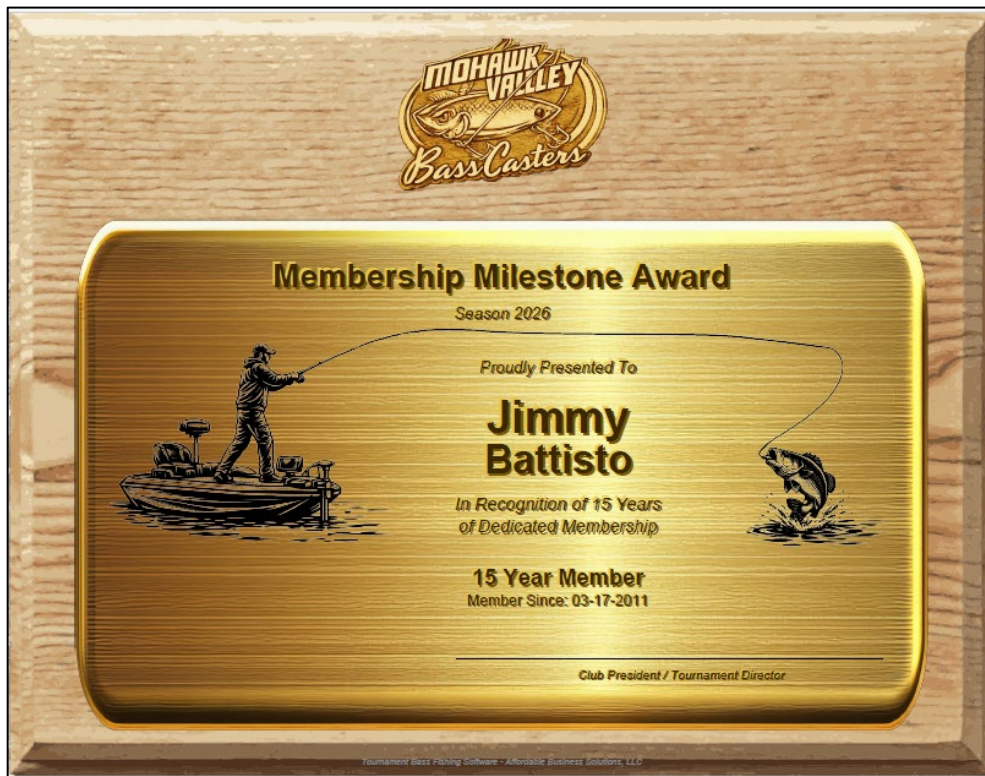 MOHAWK
VALLEY
Bass Casters
Membership Milestone Award
Season 2026
Proudly Presented To
Jimmy
Battisto
In Recognition of 15 Years
of Dedicated Membership
15 Year Member
Member Since: 03-17-2011
Club President / Tournament Director
Tournament Bass Fishing Software - Affordable Business Solutions, LLC